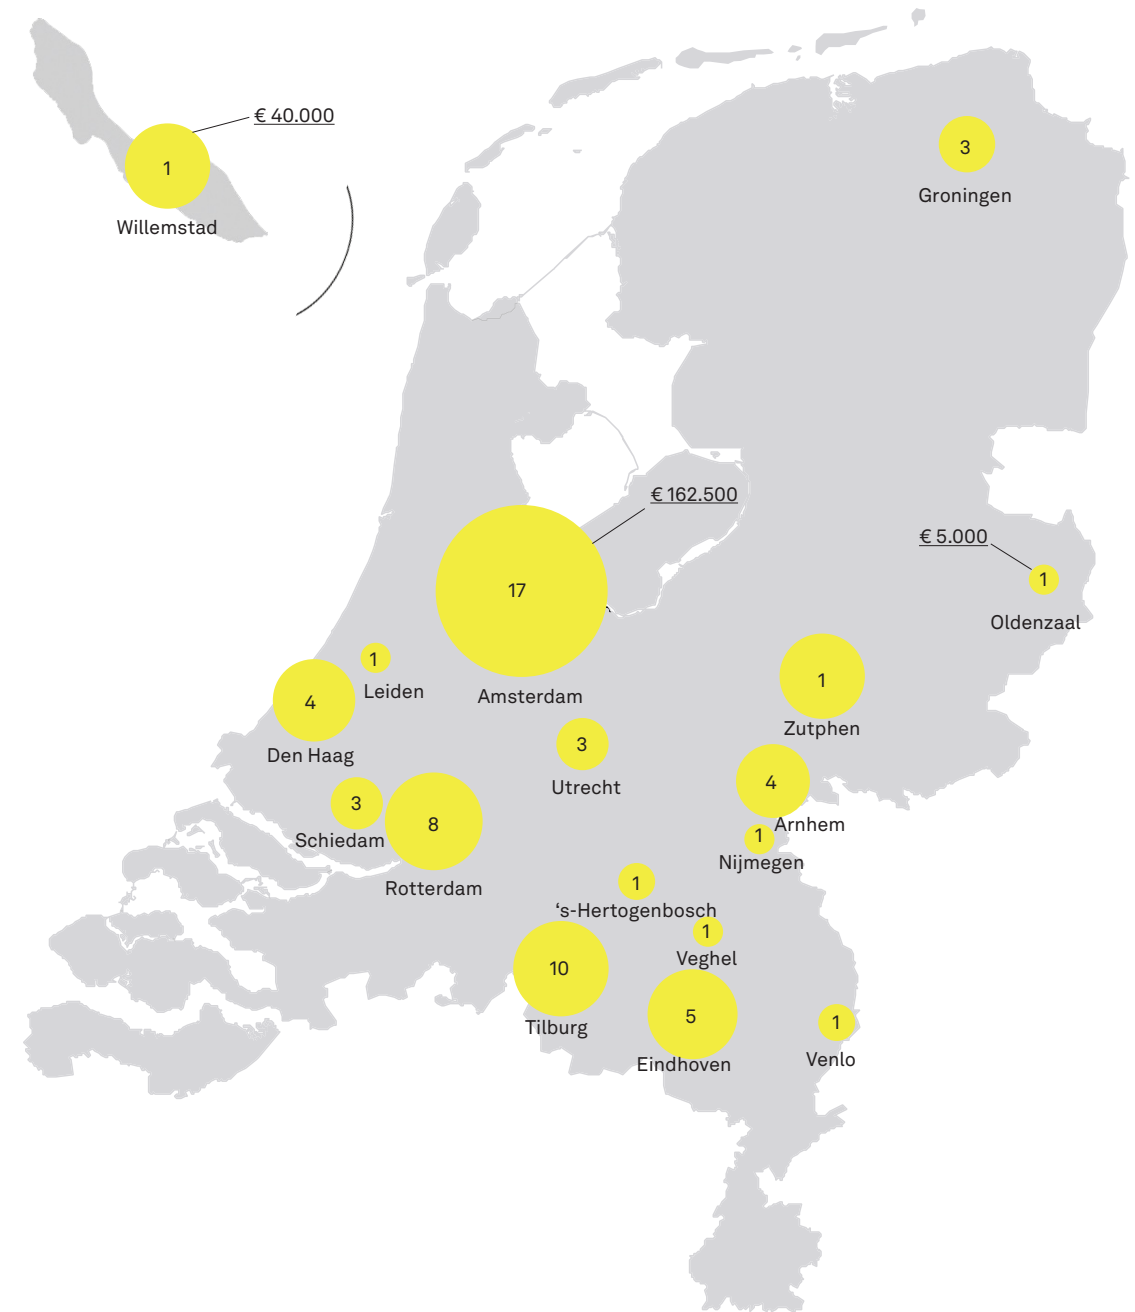 € 40.000
1
Willemstad
3
Groningen
€ 162.500
17
Amsterdam
€ 5.000
1
Oldenzaal
1
Leiden
4
Den Haag
1
Zutphen
3
Utrecht
4
Arnhem
3
Schiedam
8
Rotterdam
1
Nijmegen
1
‘s-Hertogenbosch
1
Veghel
10
Tilburg
5
Eindhoven
1
Venlo